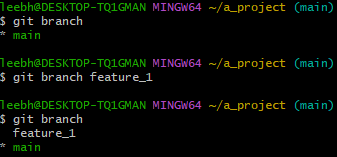 leebh@DESKTOP-TQ1GMAN MINGW64 ~/a_project (main)
$ git branch
* main
leebh@DESKTOP-TQ1GMAN MINGW64 ~/a_project (main)
$ git branch feature_1
leebh@DESKTOP-TQ1GMAN MINGW64 ~/a_project (main)
$ git branch
  feature_1
* main